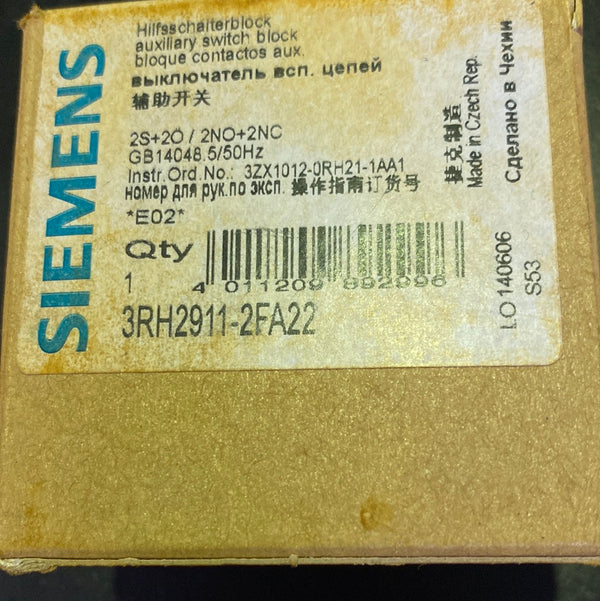 SIEMENS
Hilfsschalterblock
auxiliary switch block
bloque contactos aux.
выключатель всп. цепей
辅助开关
2S+2Ö / 2NO+2NC
GB14048.5/50Hz
Instr.Ord.No.: 3ZX1012-0RH21-1AA1
номер для рук.по эксп. 操作指南订货号
*E02*
Qty
1
4 011209 892996
3RH2911-2FA22
捷克制造
Made in Czech Rep.
Сделано в Чехии
LO140606
S53